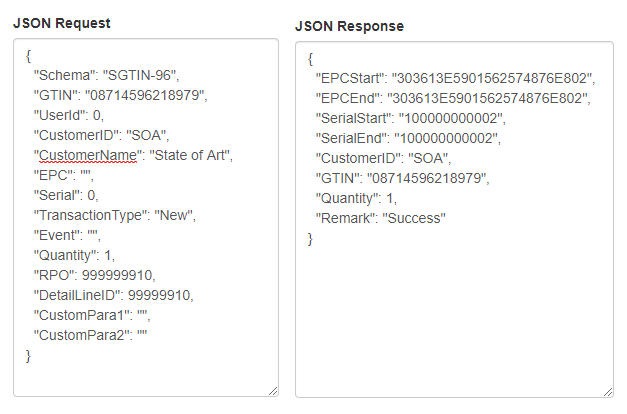 JSON Request
{
"Schema": "SGTIN-96",
"GTIN": "08714596218979",
"UserId": 0,
"CustomerID": "SOA",
"CustomerName": "State of Art",
"EPC": "",
"Serial": 0,
"TransactionType": "New",
"Event": "",
"Quantity": 1,
"RPO": 999999910,
"DetailLineID": 99999910,
"CustomPara1": "",
"CustomPara2": ""
}
JSON Response
{
"EPCStart": "303613E5901562574876E802",
"EPCEnd": "303613E5901562574876E802",
"SerialStart": "100000000002",
"SerialEnd": "100000000002",
"CustomerID": "SOA",
"GTIN": "08714596218979",
"Quantity": 1,
"Remark": "Success"
}